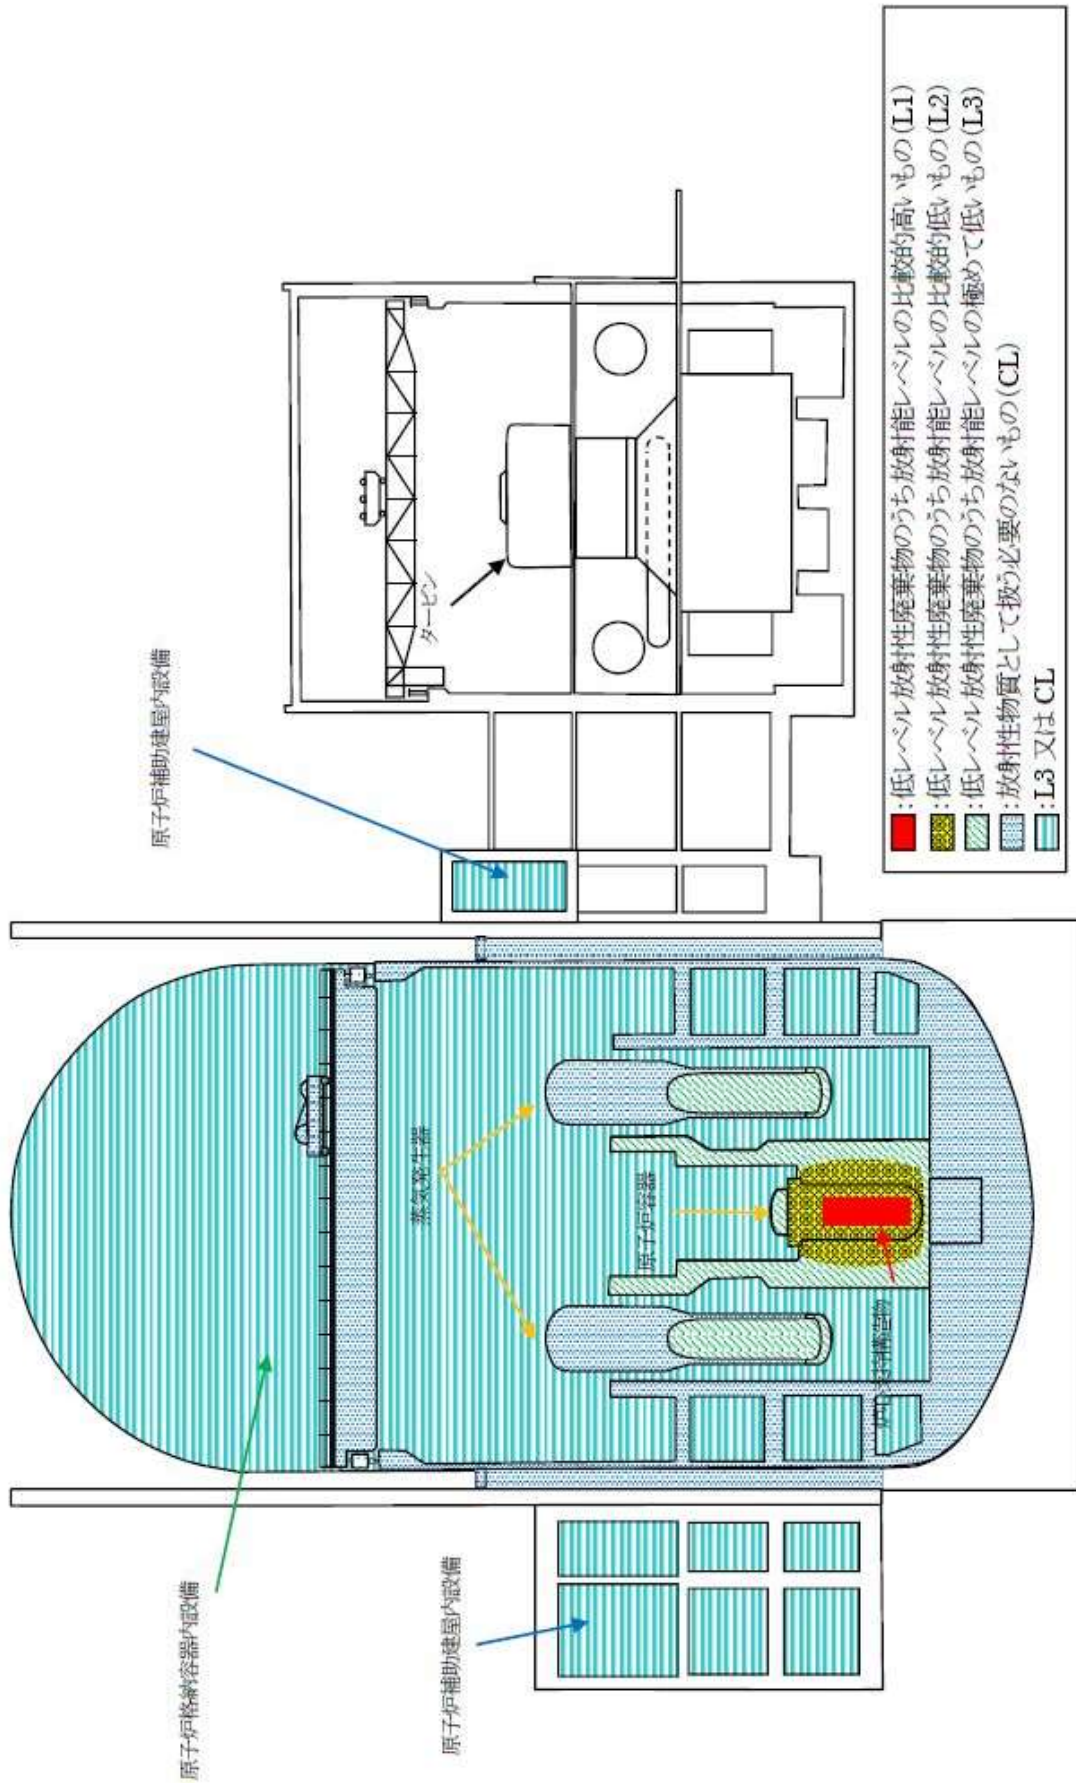 原子炉格納容器内設備
原子炉補助建屋内設備
原子炉補助建屋内設備
蒸気発生器
原子炉容器
炉心支持構造物
タービン
:低レベル放射性廃棄物のうち放射能レベルの比較的高いもの(L1)
:低レベル放射性廃棄物のうち放射能レベルの比較的低いもの(L2)
:低レベル放射性廃棄物のうち放射能レベルの極めて低いもの(L3)
:放射性物質として扱う必要のないもの(CL)
:L3 又は CL